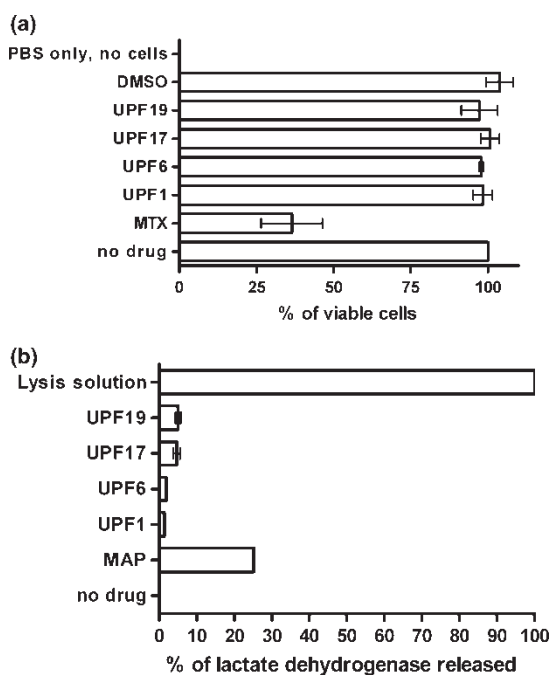 (a)
PBS only, no cells
DMSO
UPF19
UPF17
UPF6
UPF1
MTX
no drug
0 25 50 75 100
% of viable cells
(b)
Lysis solution
UPF19
UPF17
UPF6
UPF1
MAP
no drug
0 10 20 30 40 50 60 70 80 90 100
% of lactate dehydrogenase released